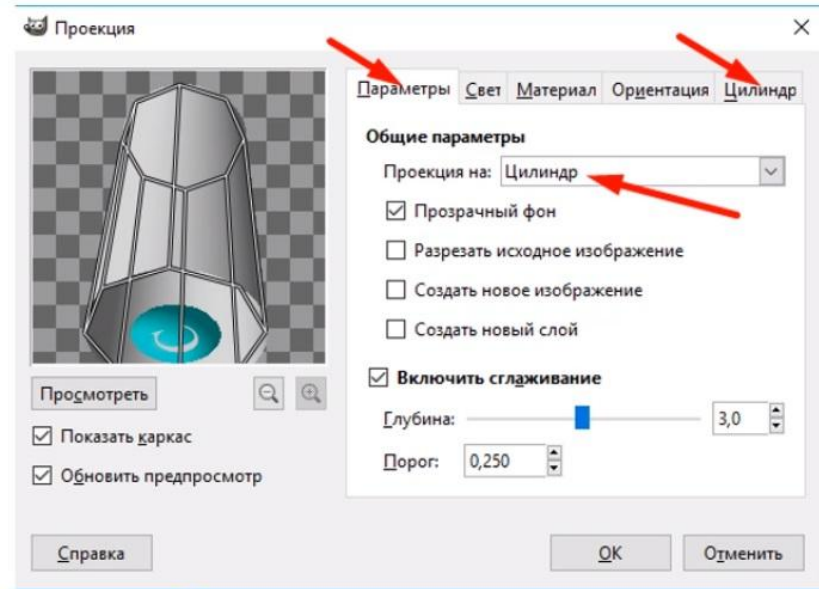 Проекция
Параметры Свет Материал Ориентация Цилиндр
Общие параметры
Проекция на: Цилиндр
Прозрачный фон
Разрезать исходное изображение
Создать новое изображение
Создать новый слой
Включить сглаживание
Глубина: 3,0
Порог: 0,250
Просмотреть
Показать каркас
Обновить предпросмотр
Справка
OK Отменить